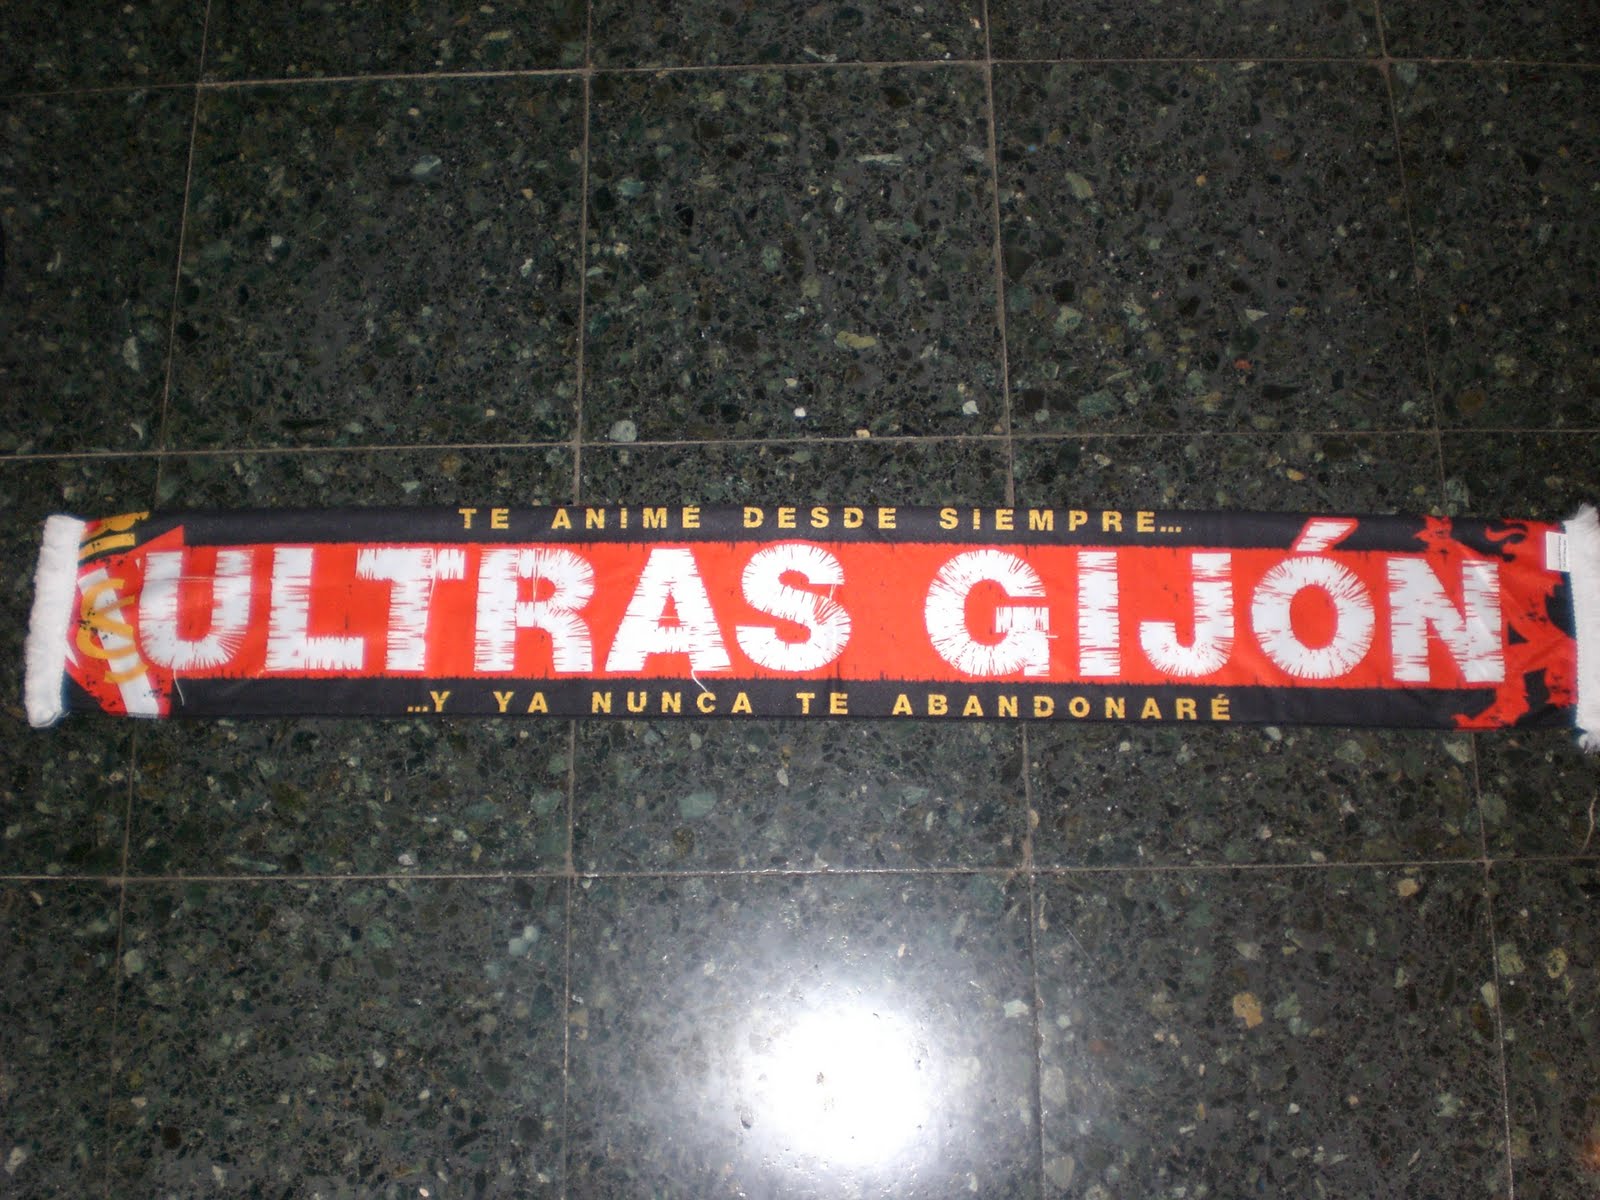 TE ANIMÉ DESDE SIEMPRE...
ULTRAS GIJÓN
...Y YA NUNCA TE ABANDONARÉ